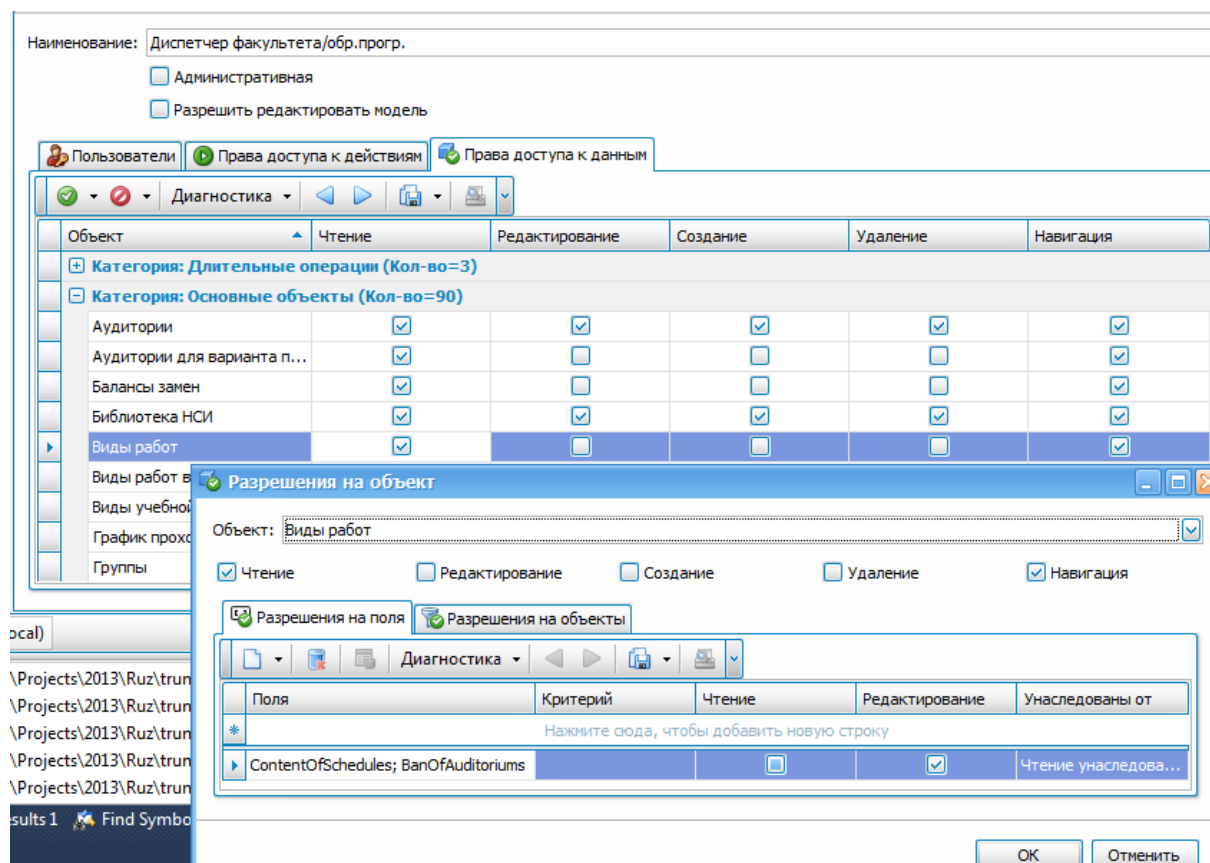 Наименование: Диспетчер факультета/обр.прогр.
Административная
Разрешить редактировать модель
Пользователи Права доступа к действиям Права доступа к данным
Диагностика
Объект Чтение Редактирование Создание Удаление Навигация
Категория: Длительные операции (Кол-во=3)
Категория: Основные объекты (Кол-во=90)
Аудитории
Аудитории для варианта п...
Балансы замен
Библиотека НСИ
Виды работ
Виды работ в
Виды учебной
График прохо
Группы
Разрешения на объект
Объект: Виды работ
Чтение Редактирование Создание Удаление Навигация
Разрешения на поля Разрешения на объекты
Диагностика
Поля Критерий Чтение Редактирование Унаследованы от
Нажмите сюда, чтобы добавить новую строку
ContentOfSchedules; BanOfAuditoriums Чтение унаследова...
OK Отменить
ocal)
\Projects\2013\Ruz\trun
\Projects\2013\Ruz\trun
\Projects\2013\Ruz\trun
\Projects\2013\Ruz\trun
\Projects\2013\Ruz\trun
sults 1 Find Symbo